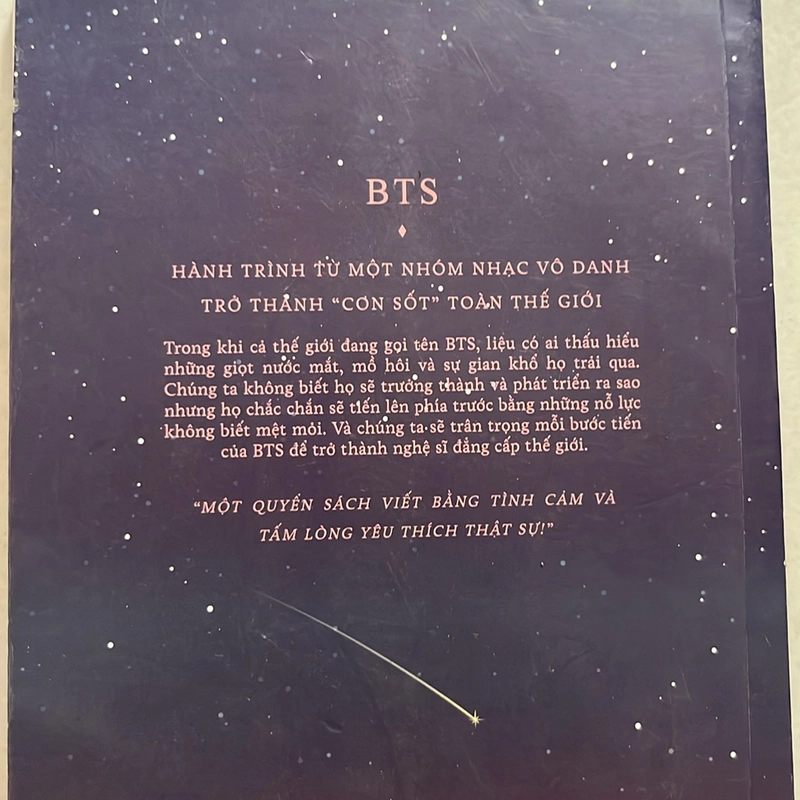 BTS
HÀNH TRÌNH TỪ MỘT NHÓM NHẠC VÔ DANH
TRỞ THÀNH “CƠN SỐT” TOÀN THẾ GIỚI
Trong khi cả thế giới đang gọi tên BTS, liệu có ai thấu hiểu
những giọt nước mắt, mồ hôi và sự gian khổ họ trải qua.
Chúng ta không biết họ sẽ trưởng thành và phát triển ra sao
nhưng họ chắc chắn sẽ tiến lên phía trước bằng những nỗ lực
không biết mệt mỏi. Và chúng ta sẽ trân trọng mỗi bước tiến
của BTS để trở thành nghệ sĩ đẳng cấp thế giới.
“MỘT QUYỂN SÁCH VIẾT BẰNG TÌNH CẢM VÀ
TẤM LÒNG YÊU THÍCH THẬT SỰ!”